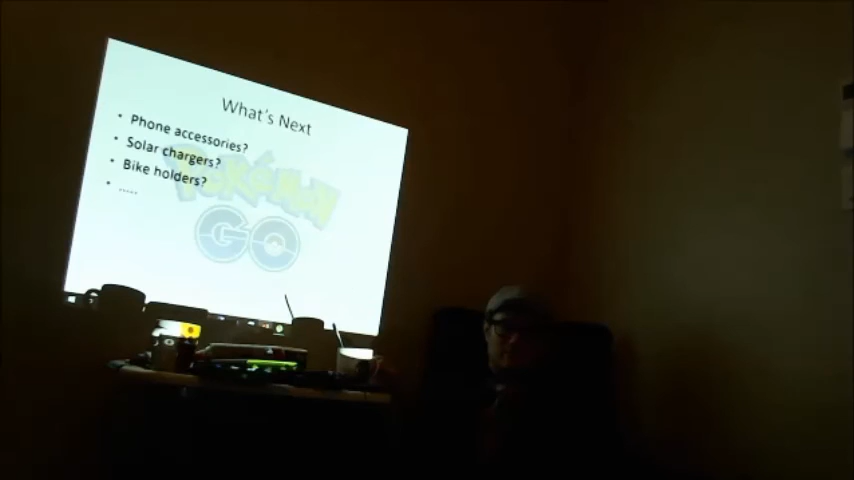 What's Next
• Phone accessories?
• Solar chargers?
• Bike holders?
• .....
POKéMON
GO